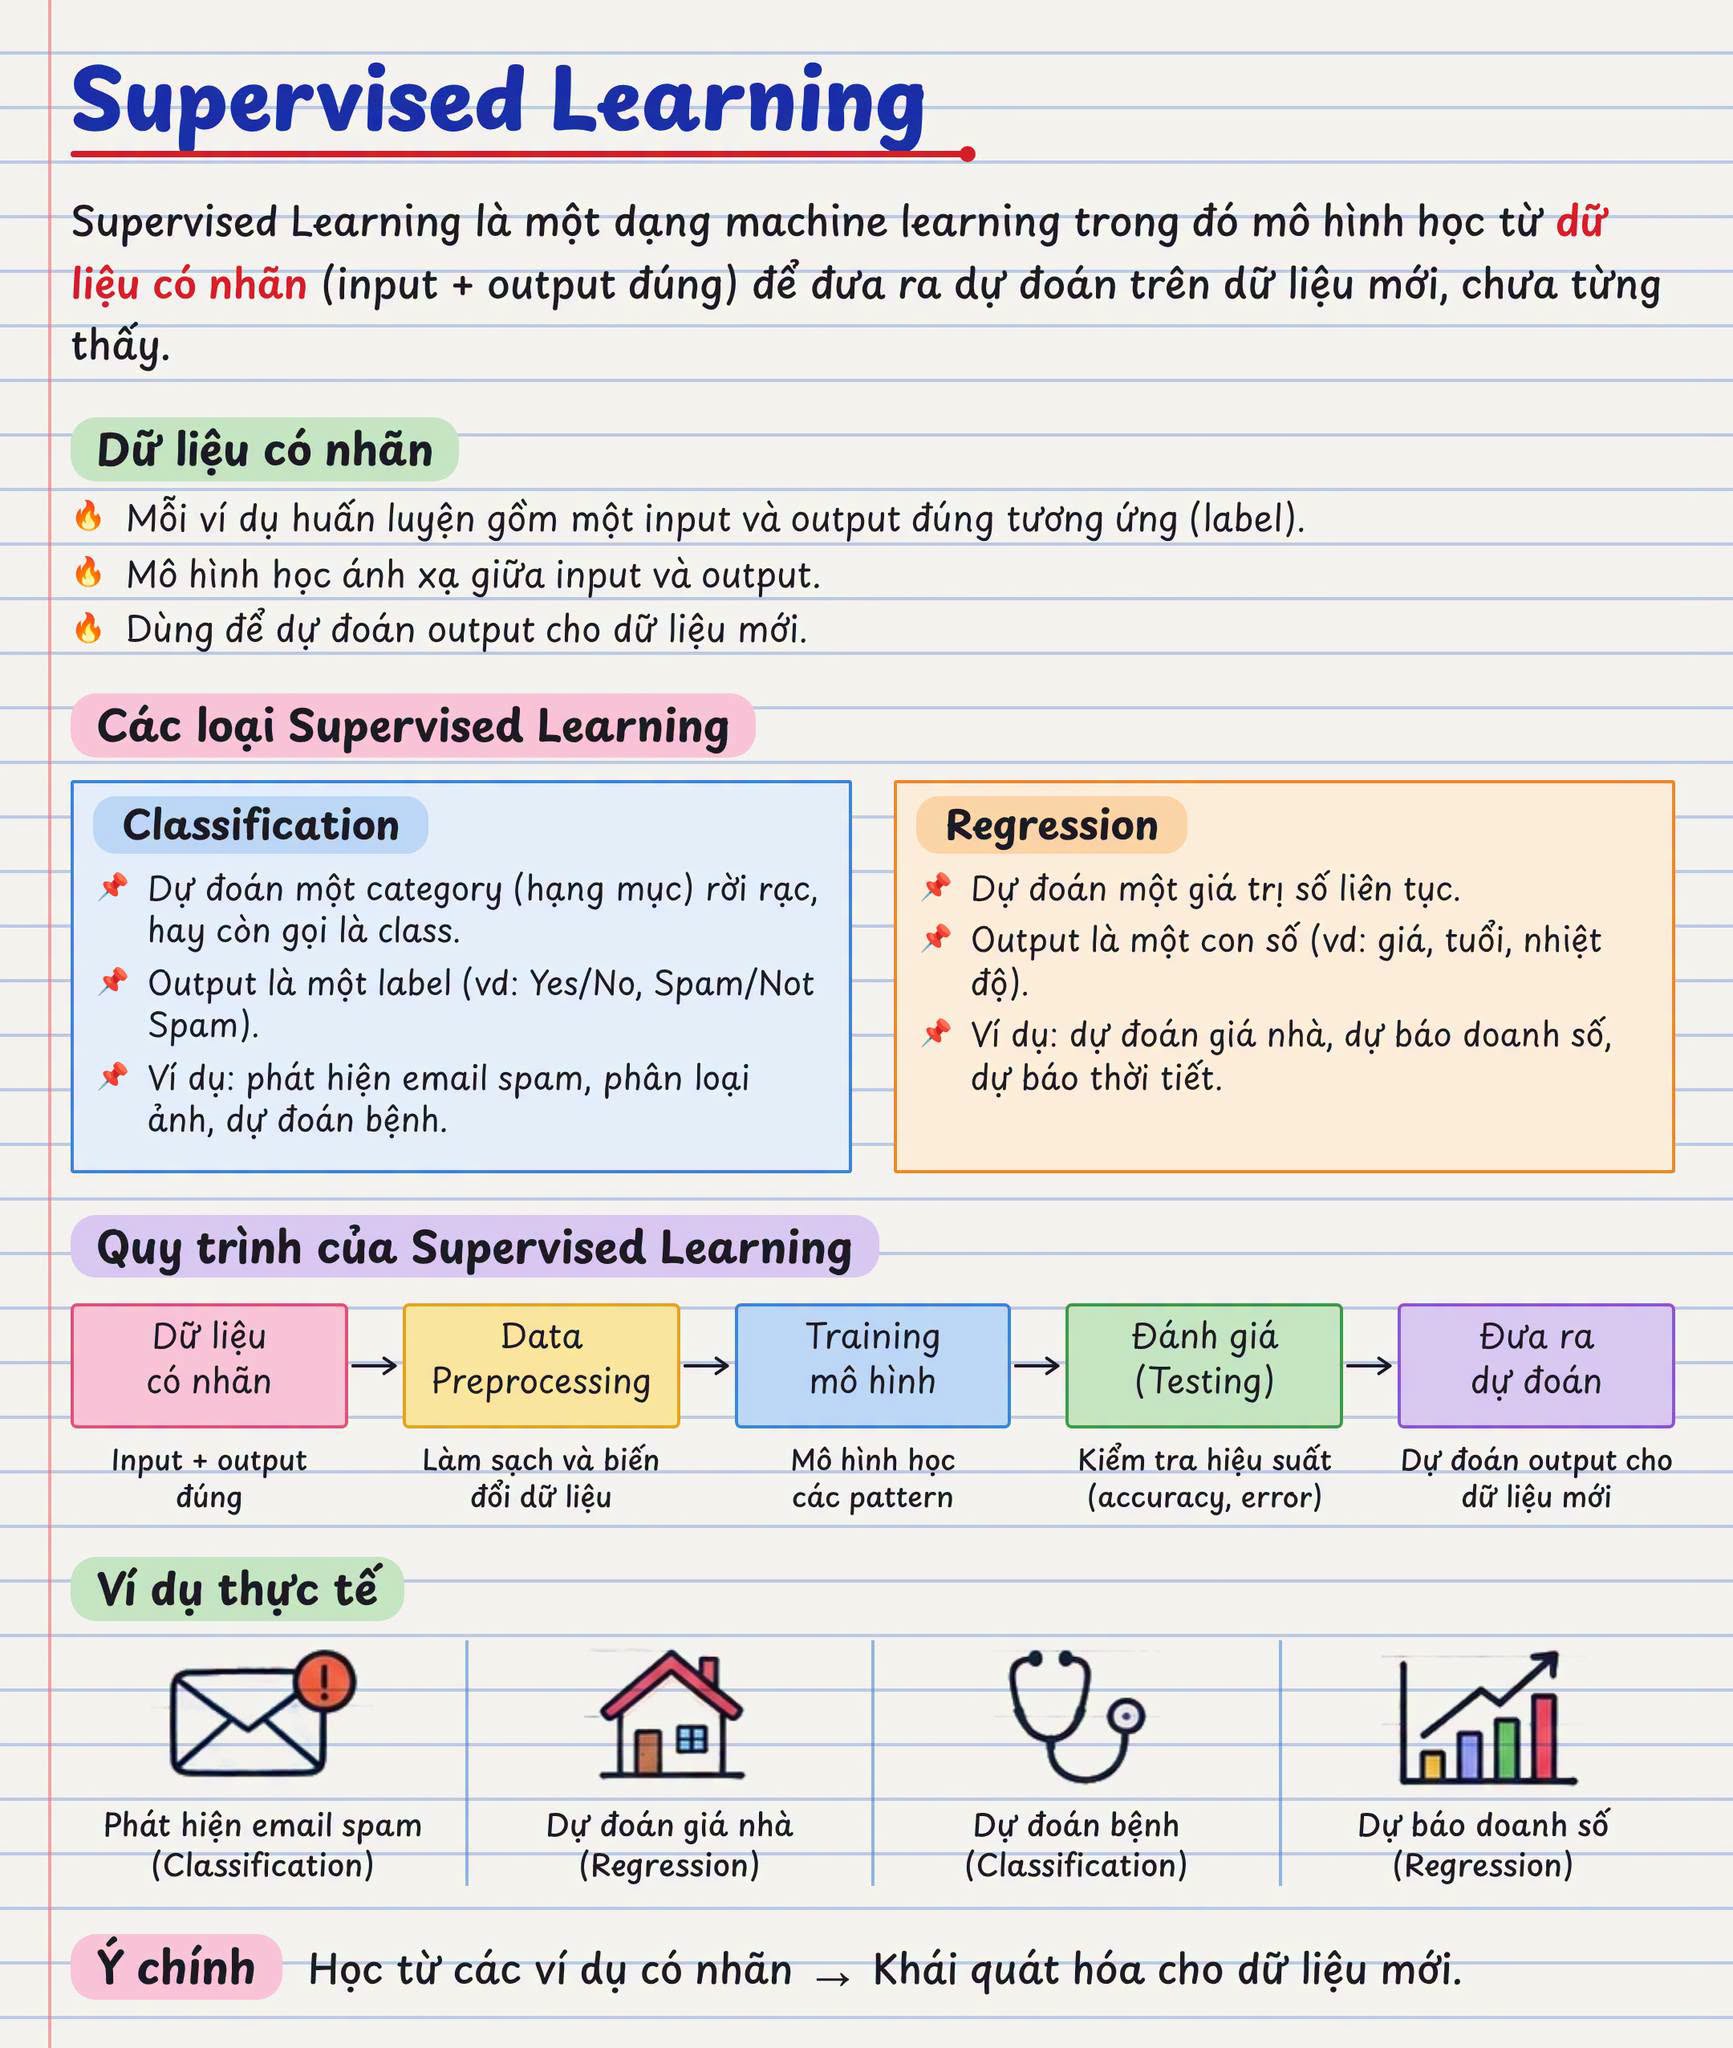 Supervised Learning
Supervised Learning là một dạng machine learning trong đó mô hình học từ dữ
liệu có nhãn (input + output đúng) để đưa ra dự đoán trên dữ liệu mới, chưa từng
thấy.
Dữ liệu có nhãn
🔥 Mỗi ví dụ huấn luyện gồm một input và output đúng tương ứng (label).
🔥 Mô hình học ánh xạ giữa input và output.
🔥 Dùng để dự đoán output cho dữ liệu mới.
Các loại Supervised Learning
Classification
📌 Dự đoán một category (hạng mục) rời rạc,
hay còn gọi là class.
📌 Output là một label (vd: Yes/No, Spam/Not
Spam).
📌 Ví dụ: phát hiện email spam, phân loại
ảnh, dự đoán bệnh.
Regression
📌 Dự đoán một giá trị số liên tục.
📌 Output là một con số (vd: giá, tuổi, nhiệt
độ).
📌 Ví dụ: dự đoán giá nhà, dự báo doanh số,
dự báo thời tiết.
Quy trình của Supervised Learning
Dữ liệu
có nhãn
Input + output
đúng
→
Data
Preprocessing
Làm sạch và biến
đổi dữ liệu
→
Training
mô hình
Mô hình học
các pattern
→
Đánh giá
(Testing)
Kiểm tra hiệu suất
(accuracy, error)
→
Đưa ra
dự đoán
Dự đoán output cho
dữ liệu mới
Ví dụ thực tế
!
Phát hiện email spam
(Classification)
Dự đoán giá nhà
(Regression)
Dự đoán bệnh
(Classification)
Dự báo doanh số
(Regression)
Ý chính Học từ các ví dụ có nhãn → Khái quát hóa cho dữ liệu mới.